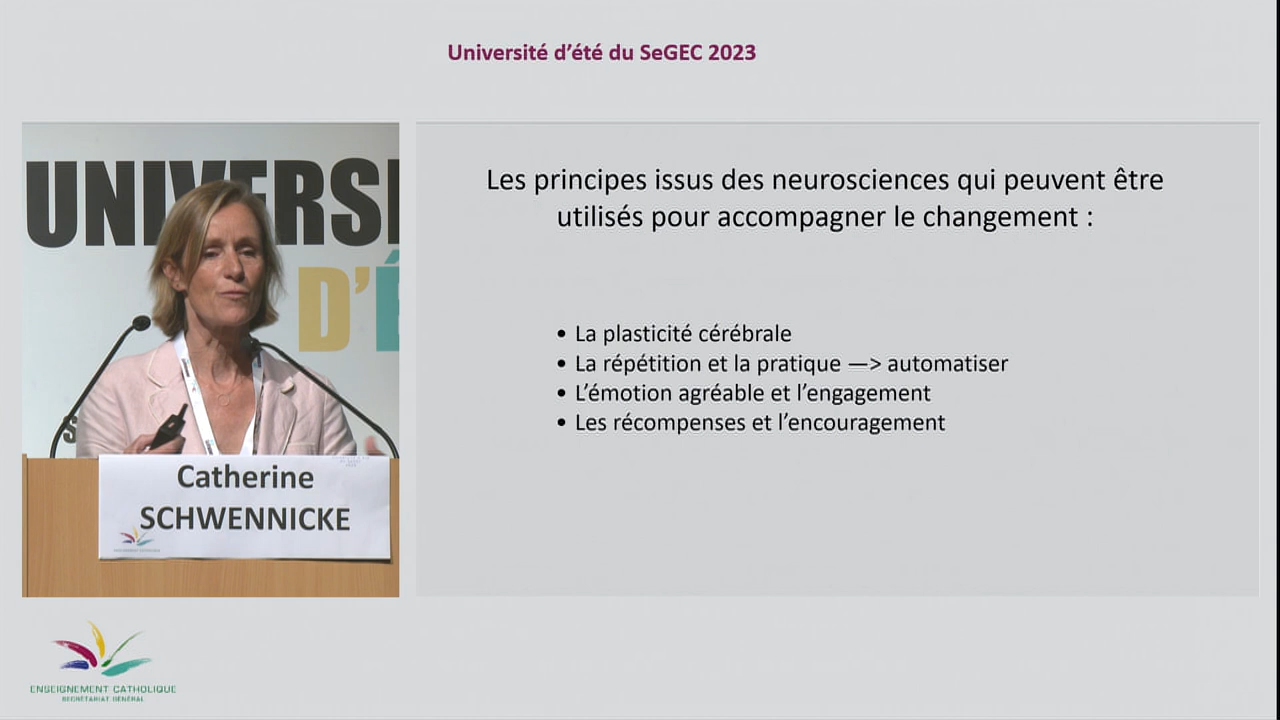 Université d’été du SeGEC 2023
UNIVERSI
D’É
S
Catherine
SCHWENNICKE
Les principes issus des neurosciences qui peuvent être
utilisés pour accompagner le changement :
• La plasticité cérébrale
• La répétition et la pratique —> automatiser
• L’émotion agréable et l’engagement
• Les récompenses et l’encouragement
ENSEIGNEMENT CATHOLIQUE
SECRÉTARIAT GÉNÉRAL